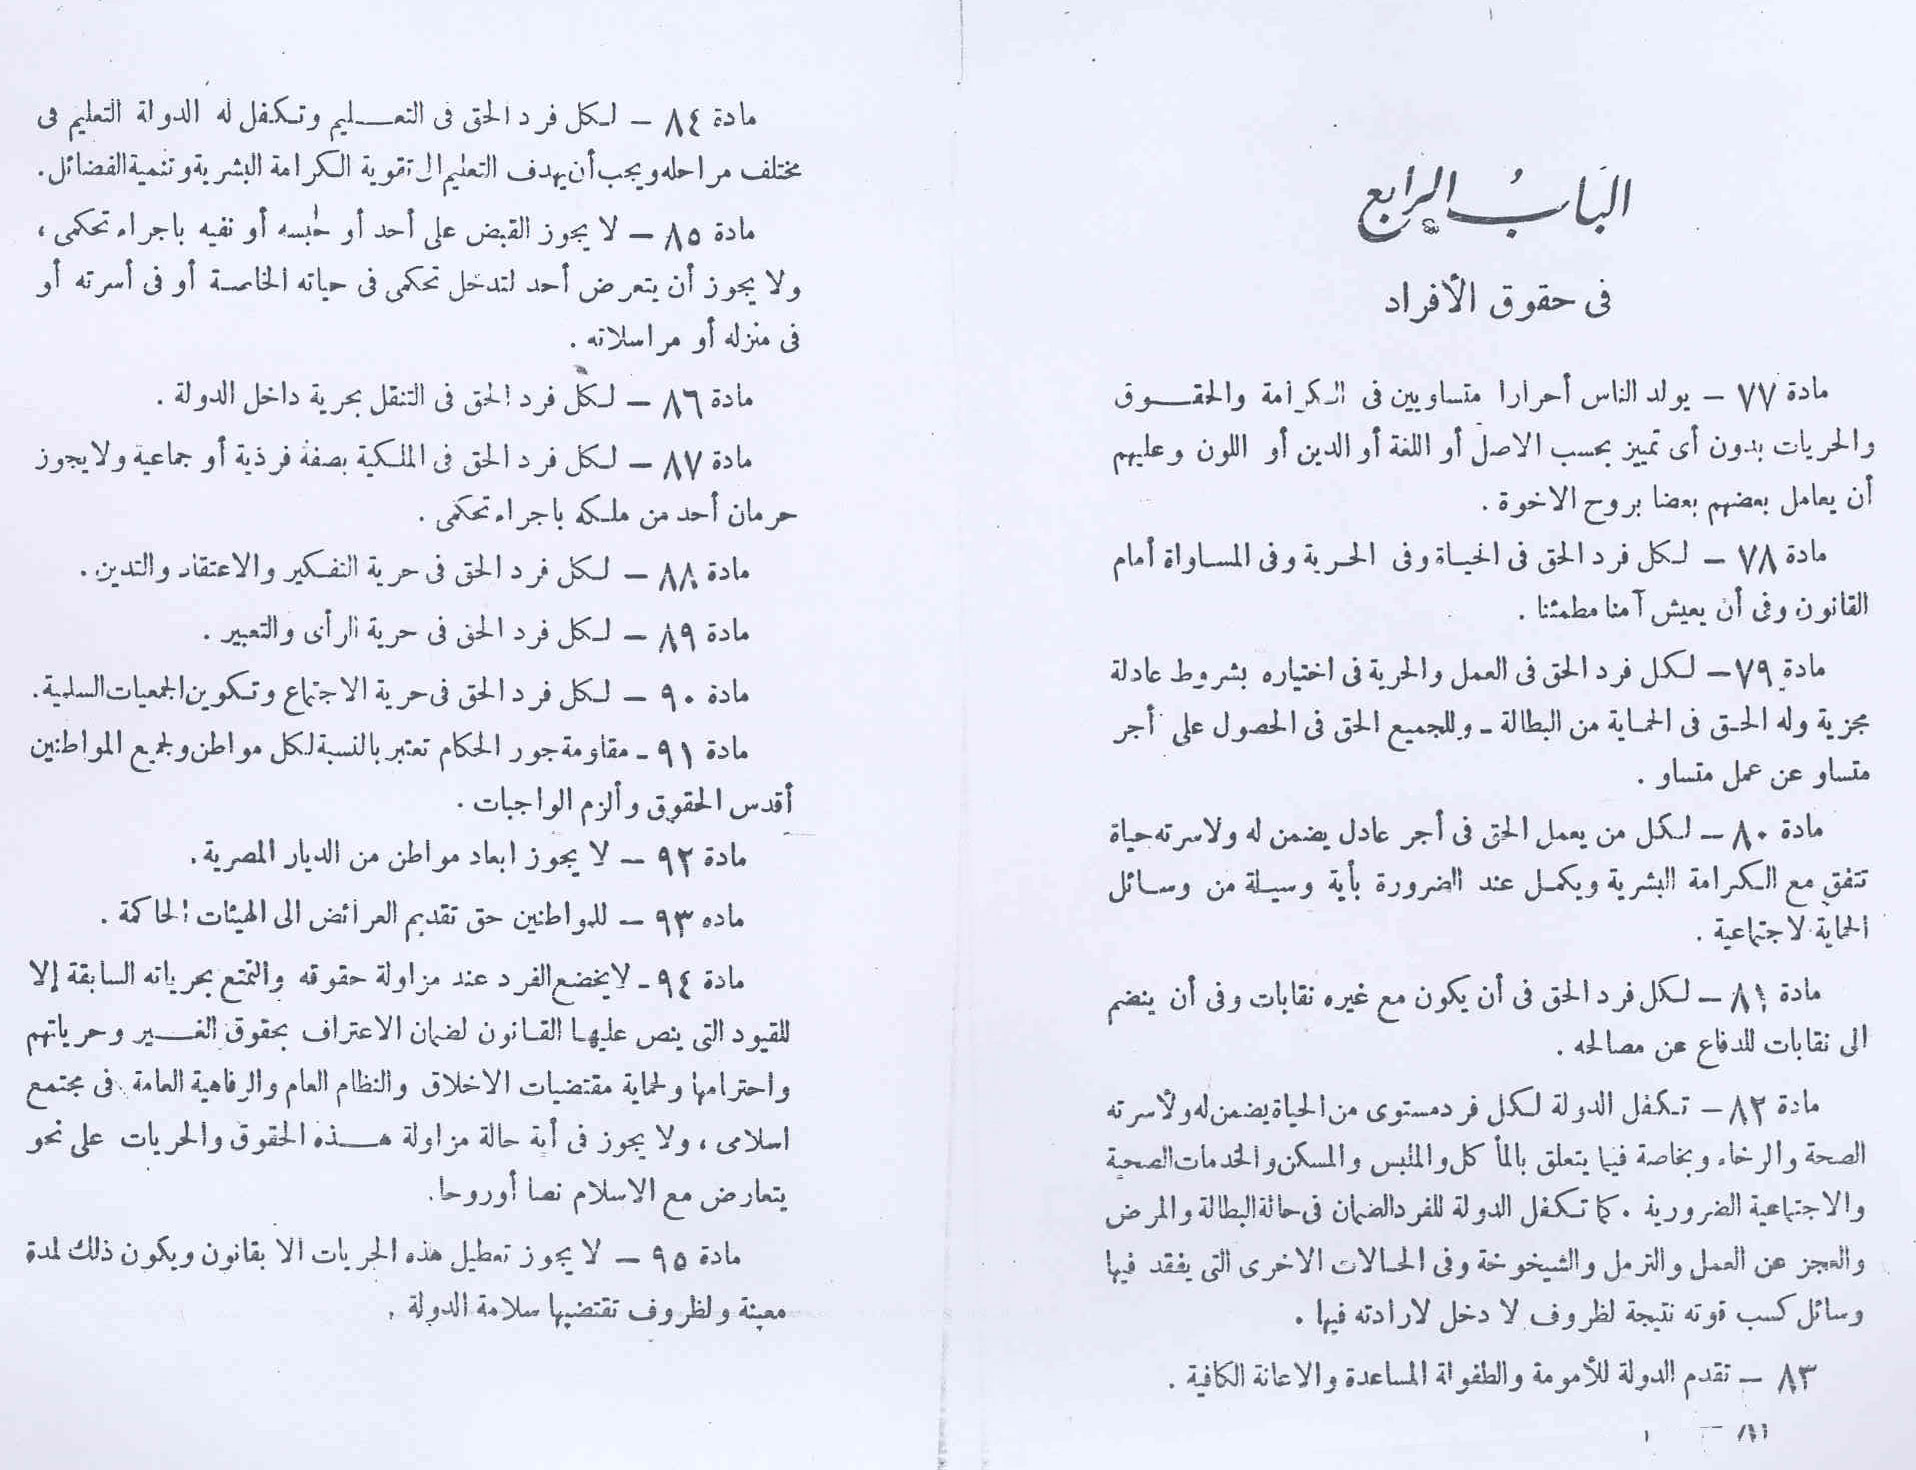 الباب الرابع
فى حقوق الأفراد
مادة ٧٧ – يولد الناس أحرارا متساويين فى الكرامة والحقوق
والحريات بدون أى تمييز بحسب الاصل أو اللغة أو الدين أو اللون وعليهم
أن يعامل بعضهم بعضا بروح الاخوة .
مادة ٧٨ – لكل فرد الحق فى الحياة وفى الحرية وفى المساواة أمام
القانون وفى أن يعيش آمنا مطمئنا .
مادة ٧٩ – لكل فرد الحق فى العمل والحرية فى اختياره بشروط عادلة
مجزية وله الحق فى الحماية من البطالة – وللجميع الحق فى الحصول على أجر
متساو عن عمل متساو .
مادة ٨٠ – لكل من يعمل الحق فى أجر عادل يضمن له ولاسرته حياة
تتفق مع الكرامة البشرية ويكمل عند الضرورة بأية وسيلة من وسائل
الحماية لاجتماعية .
مادة ٨١ – لكل فرد الحق فى أن يكون مع غيره نقابات وفى أن ينضم
الى نقابات للدفاع عن مصالحه .
مادة ٨٢ – تكفل الدولة لكل فرد مستوى من الحياة يضمن له ولأسرته
الصحة والرخاء وبخاصة فيما يتعلق بالمأكل والملبس والمسكن والخدمات الصحية
والاجتماعية الضرورية . كما تكفل الدولة للفرد الضمان فى حالة البطالة والمرض
والعجز عن العمل والترمل والشيخوخة وفى الحالات الاخرى التى يفقد فيها
وسائل كسب قوته نتيجة لظروف لا دخل لارادته فيها .
٨٣ – تقدم الدولة للأمومة والطفولة المساعدة والاعانة الكافية .
مادة ٨٤ – لكل فرد الحق فى التعليم وتكفل له الدولة التعليم فى
مختلف مراحله ويجب أن يهدف التعليم الى تقوية الكرامة البشرية وتنمية الفضائل .
مادة ٨٥ – لا يجوز القبض على أحد أو حبسه أو نفيه باجراء تحكمى ،
ولا يجوز أن يتعرض أحد لتدخل تحكمى فى حياته الخاصة أو فى أسرته أو
فى منزله أو مراسلاته .
مادة ٨٦ – لكل فرد الحق فى التنقل بحرية داخل الدولة .
مادة ٨٧ – لكل فرد الحق فى الملكية بصفة فردية أو جماعية ولا يجوز
حرمان أحد من ملكه باجراء تحكمى .
مادة ٨٨ – لكل فرد الحق فى حرية التفكير والاعتقاد والتدين .
مادة ٨٩ – لكل فرد الحق فى حرية الرأى والتعبير .
مادة ٩٠ – لكل فرد الحق فى حرية الاجتماع وتكوين الجمعيات السلمية .
مادة ٩١ – مقاومة جور الحكام تعتبر بالنسبة لكل مواطن ولجميع المواطنين
أقدس الحقوق وألزم الواجبات .
مادة ٩٢ – لا يجوز ابعاد مواطن من الديار المصرية .
ماده ٩٣ – للمواطنين حق تقديم العرائض الى الهيئات الحاكمة .
مادة ٩٤ – لا يخضع الفرد عند مزاولة حقوقه والتمتع بحرياته السابقة إلا
للقيود التى ينص عليها القانون لضمان الاعتراف بحقوق الغير وحرياتهم
واحترامها ولحماية مقتضيات الاخلاق والنظام العام والرفاهية العامة فى مجتمع
اسلامى ، ولا يجوز فى أية حالة مزاولة هذه الحقوق والحريات على نحو
يتعارض مع الاسلام نصا أوروحا .
مادة ٩٥ – لا يجوز تعطيل هذه الحريات الا بقانون ويكون ذلك لمدة
معينة ولظروف تقتضيها سلامة الدولة .